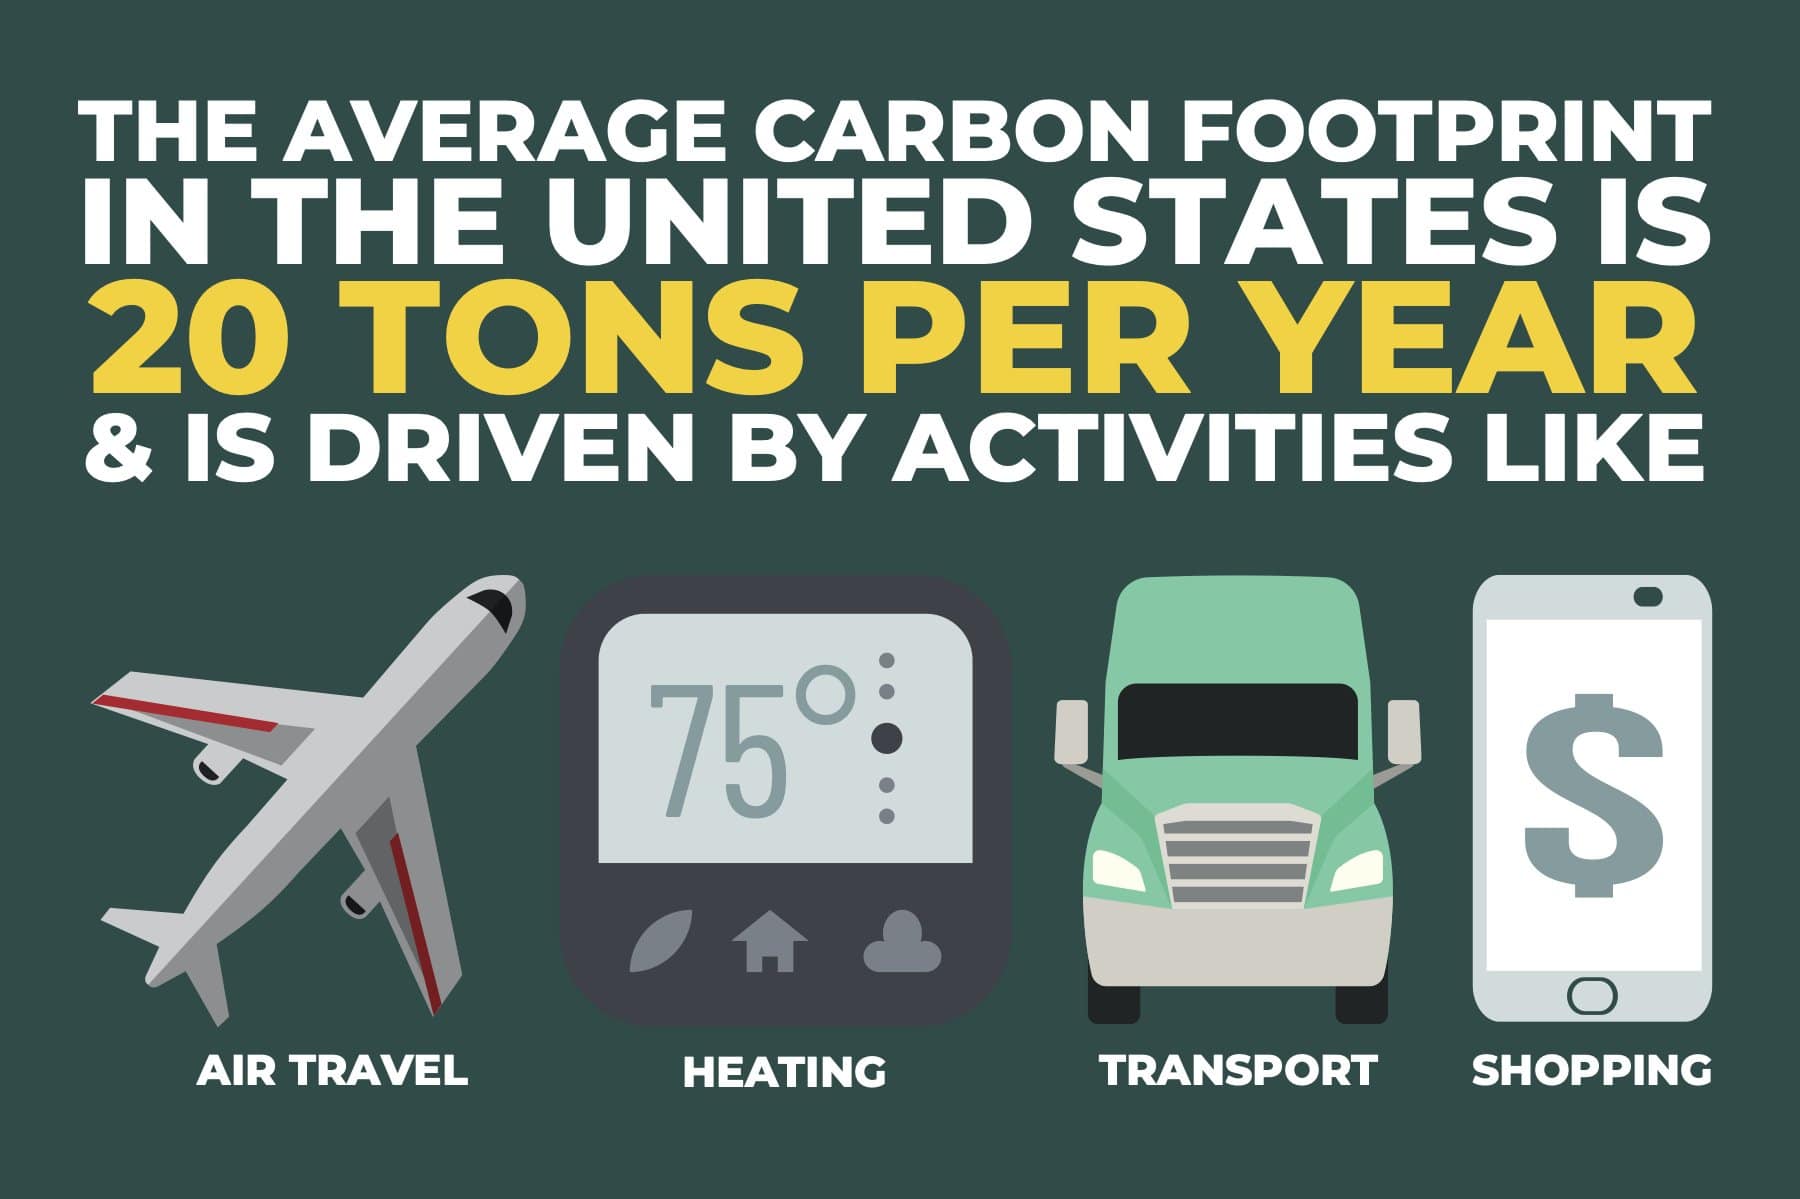 THE AVERAGE CARBON FOOTPRINT
IN THE UNITED STATES IS
20 TONS PER YEAR
& IS DRIVEN BY ACTIVITIES LIKE
75°
$
AIR TRAVEL
HEATING
TRANSPORT
SHOPPING